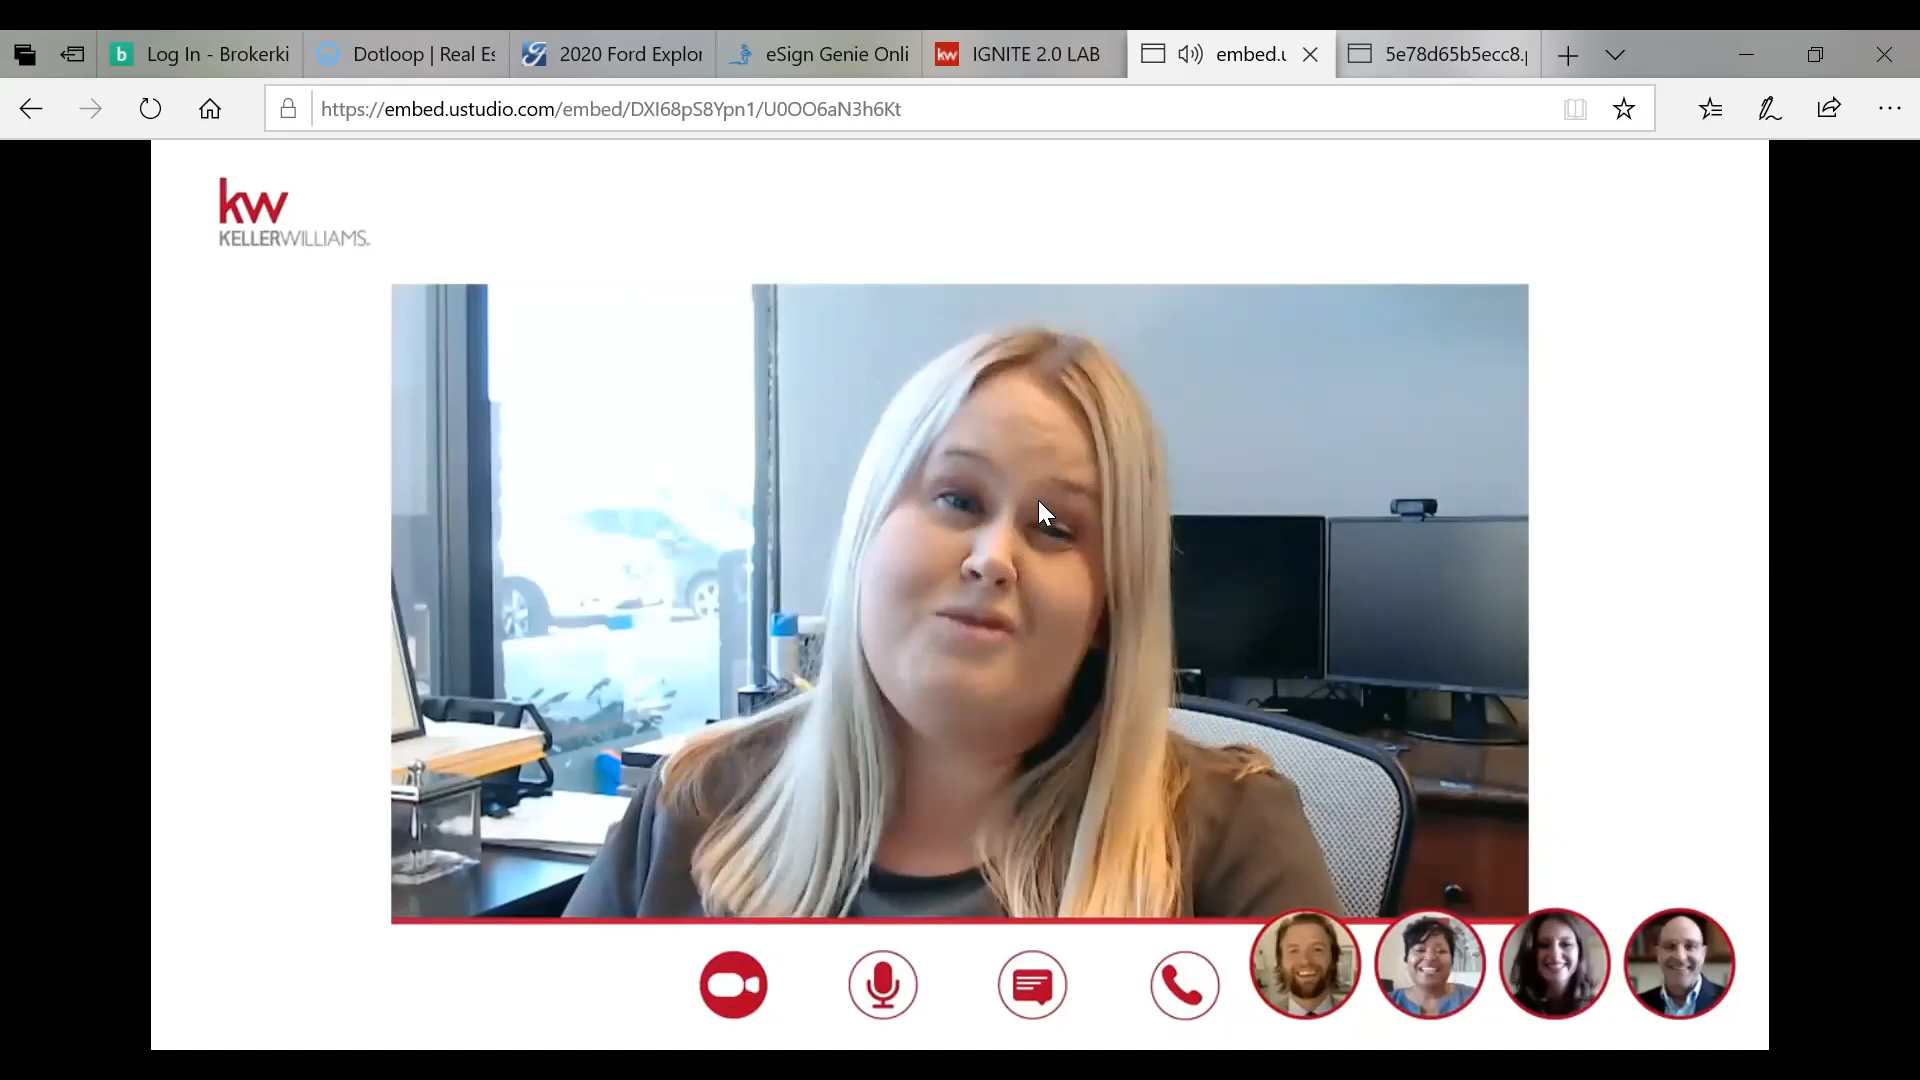 Log In - Brokerki
Dotloop | Real Es
2020 Ford Explor
eSign Genie Onli
kw
IGNITE 2.0 LAB
embed.u
5e78d65b5ecc8.p
https://embed.ustudio.com/embed/DXI68pS8Ypn1/U0OO6aN3h6Kt
kw
KELLERWILLIAMS.